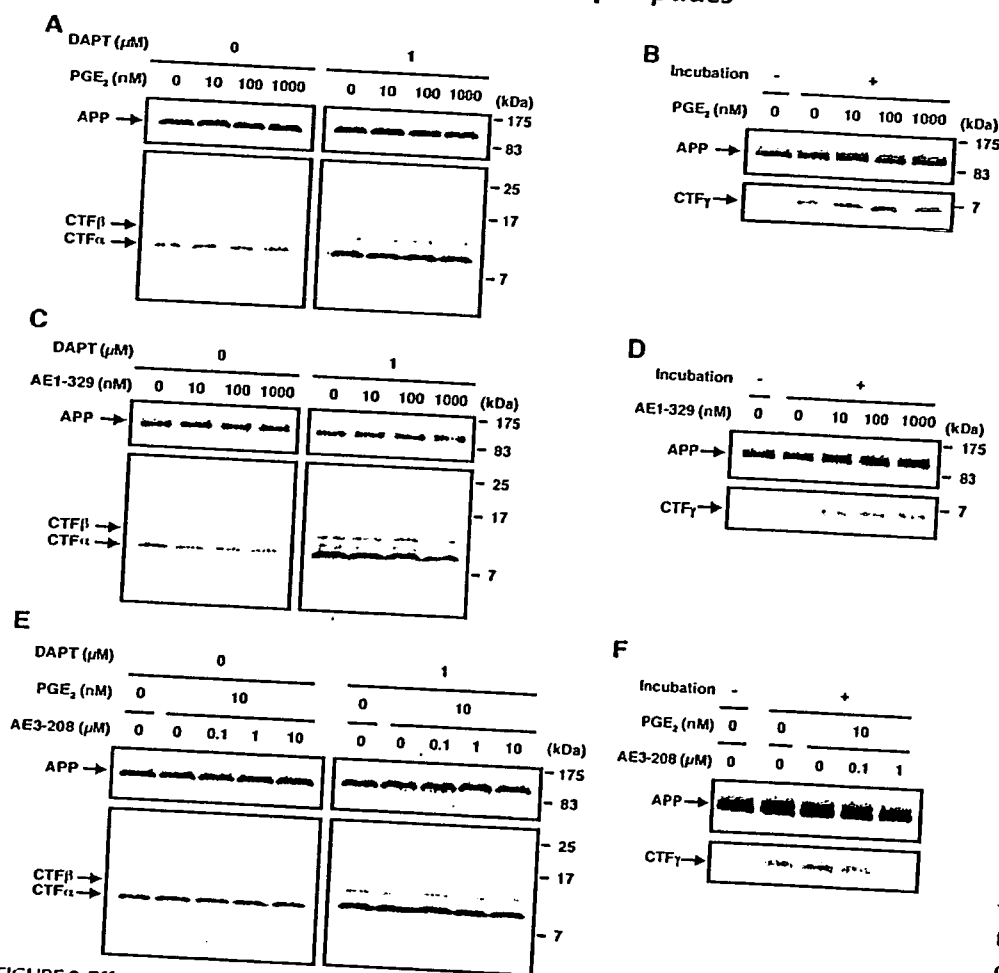 A
DAPT (μM) 0 1
PGE₂ (nM) 0 10 100 1000 0 10 100 1000 (kDa)
APP 175
83
25
CTFβ 17
CTFα
7
B
Incubation - +
PGE₂ (nM) 0 0 10 100 1000 (kDa)
APP 175
83
CTFγ 7
C
DAPT (μM) 0 1
AE1-329 (nM) 0 10 100 1000 0 10 100 1000 (kDa)
APP 175
83
25
CTFβ 17
CTFα
7
D
Incubation - +
AE1-329 (nM) 0 0 10 100 1000 (kDa)
APP 175
83
CTFγ 7
E
DAPT (μM) 0 1
PGE₂ (nM) 0 10 0 10
AE3-208 (μM) 0 0 0.1 1 10 0 0 0.1 1 10 (kDa)
APP 175
83
25
CTFβ 17
CTFα
7
F
Incubation - +
PGE₂ (nM) 0 0 10
AE3-208 (μM) 0 0 0 0.1 1
APP
CTFγ